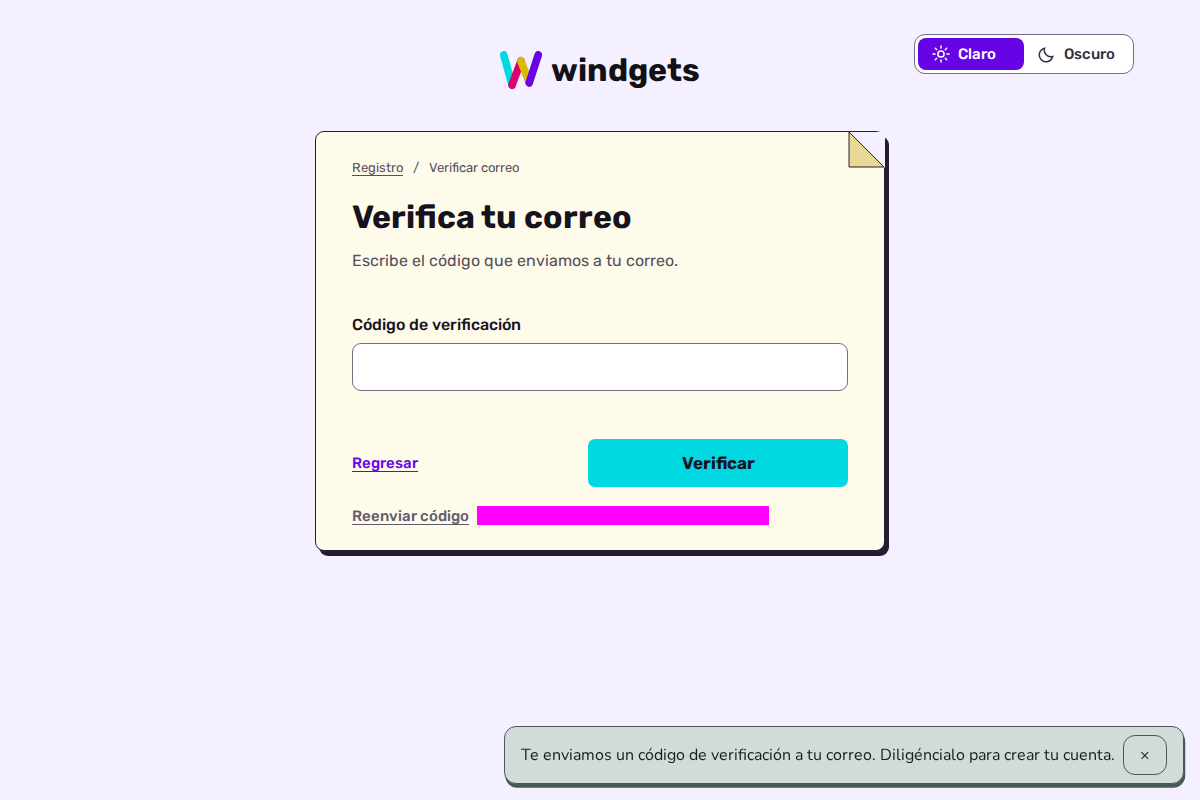 windgets
Claro
Oscuro
Registro / Verificar correo
Verifica tu correo
Escribe el código que enviamos a tu correo.
Código de verificación
Regresar
Verificar
Reenviar código
Te enviamos un código de verificación a tu correo. Diligéncialo para crear tu cuenta. ×